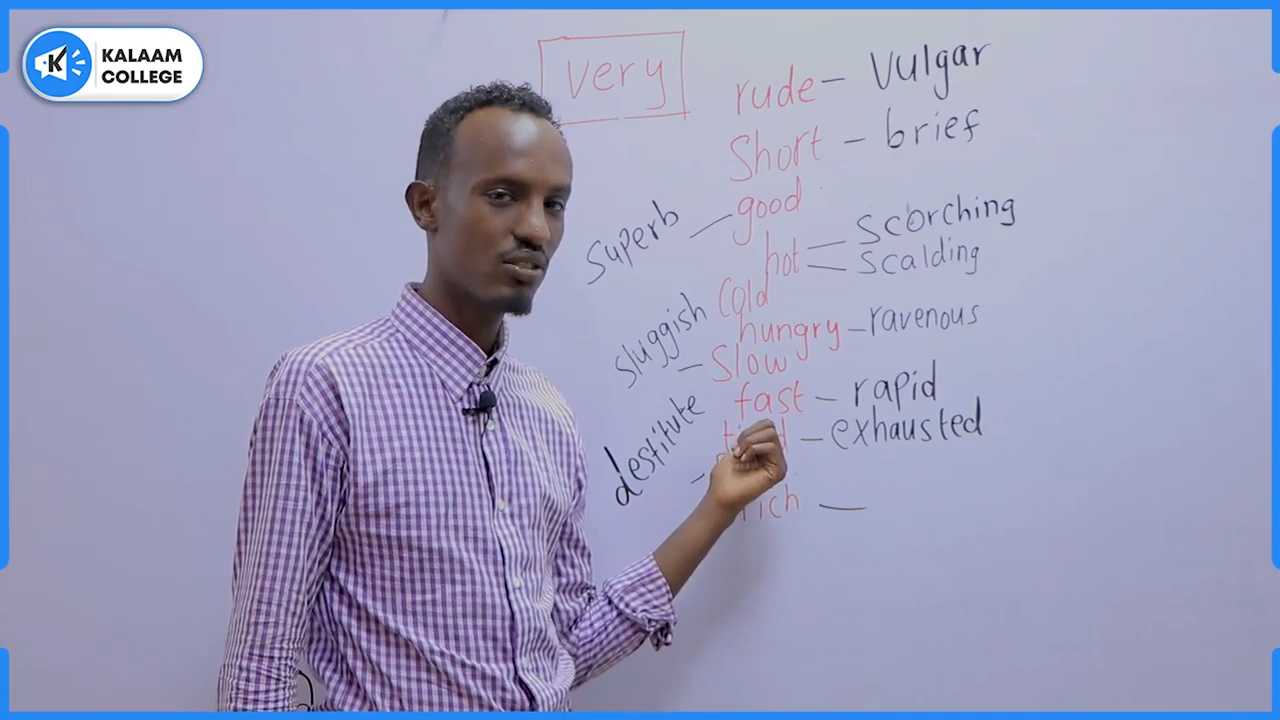 KALAAM
COLLEGE
very
rude – Vulgar
Short – brief
Superb – good
hot – Scorching
Scalding
Cold
hungry – ravenous
Sluggish – Slow
fast – rapid
– exhausted
destitute –
rich –